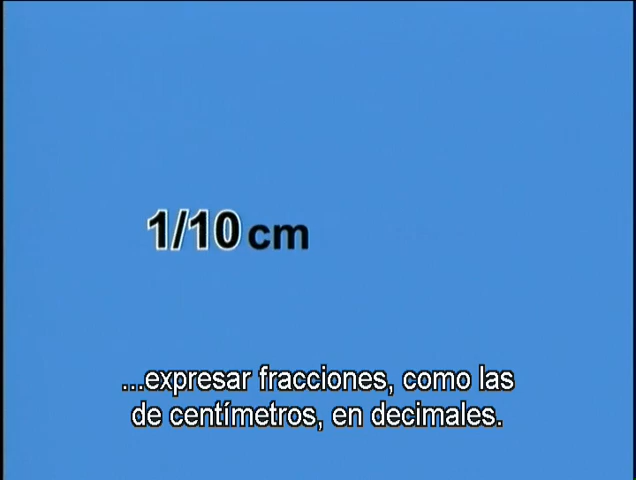 1/10 cm
...expresar fracciones, como las
de centímetros, en decimales.